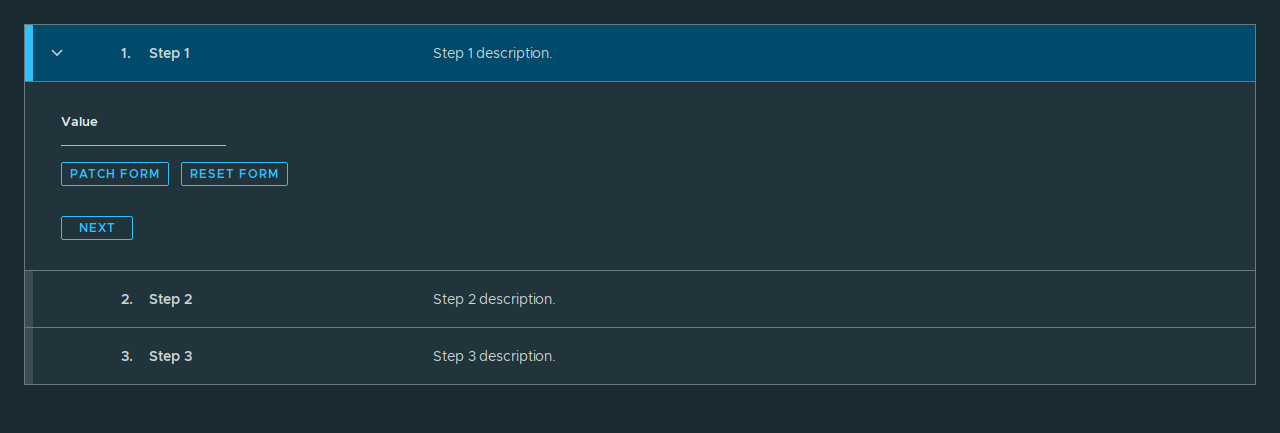 1. Step 1 Step 1 description.
Value
PATCH FORM RESET FORM
NEXT
2. Step 2 Step 2 description.
3. Step 3 Step 3 description.